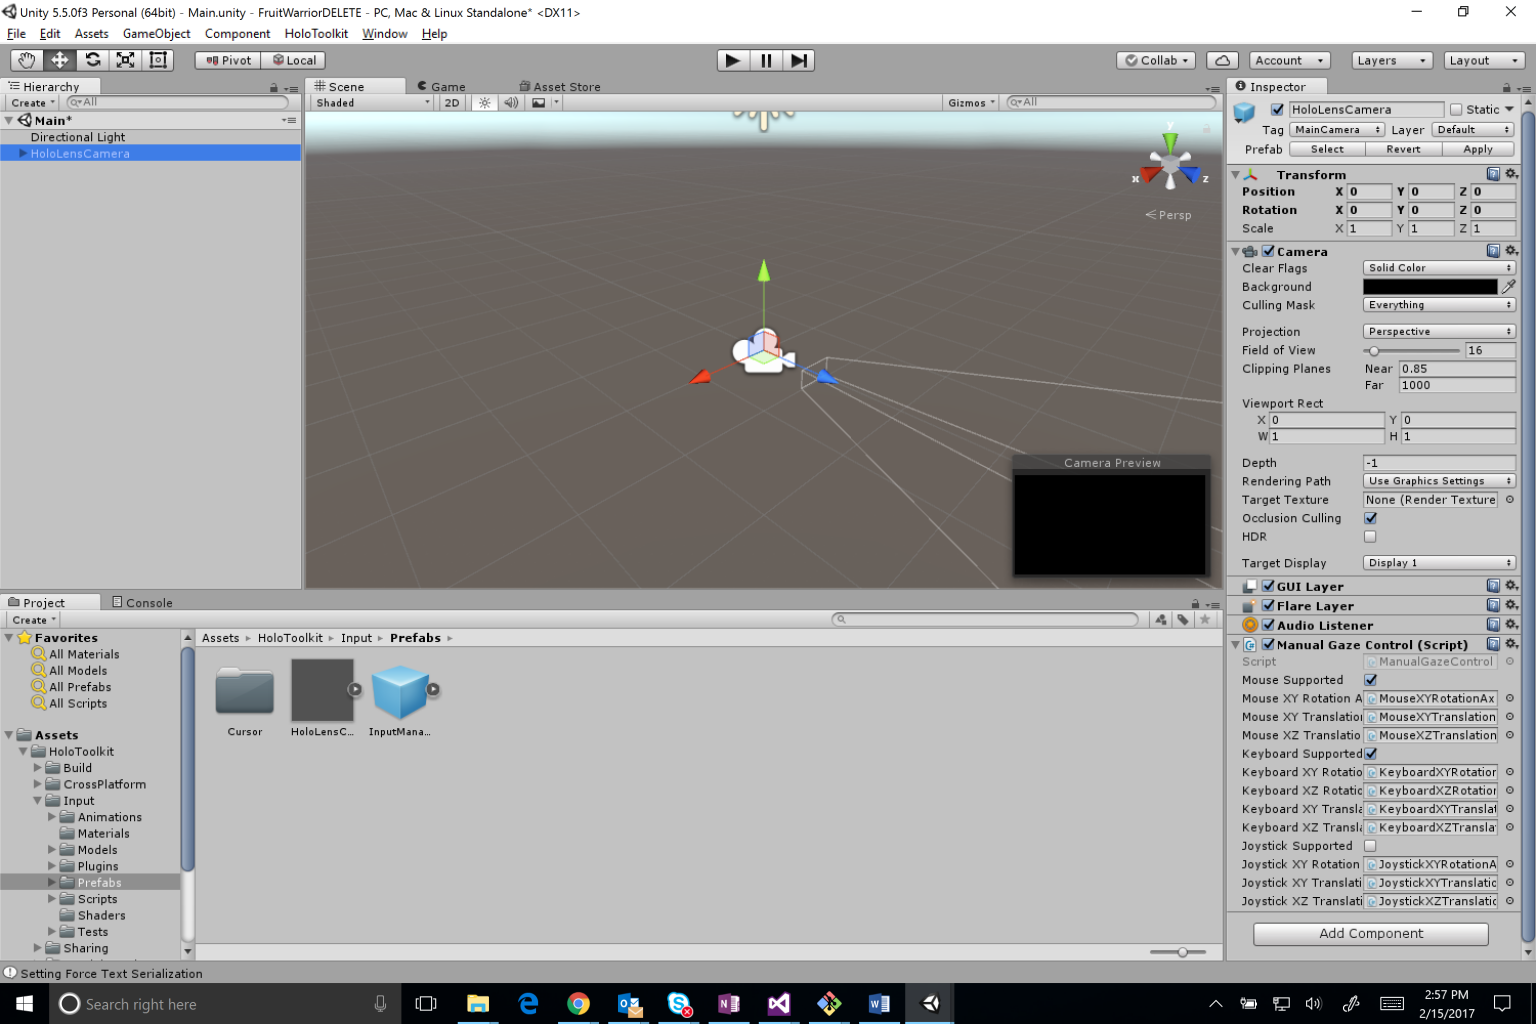 Unity 5.5.0f3 Personal (64bit) - Main.unity - FruitWarriorDELETE - PC, Mac & Linux Standalone* <DX11>
File Edit Assets GameObject Component HoloToolkit Window Help
Pivot Local Collab Account Layers Layout
Hierarchy
Create All
Main*
Directional Light
HoloLensCamera
Scene Game Asset Store
Shaded 2D Gizmos All
y
x z
Persp
Camera Preview
Inspector
HoloLensCamera Static
Tag MainCamera Layer Default
Prefab Select Revert Apply
Transform
Position X 0 Y 0 Z 0
Rotation X 0 Y 0 Z 0
Scale X 1 Y 1 Z 1
Camera
Clear Flags Solid Color
Background
Culling Mask Everything
Projection Perspective
Field of View 16
Clipping Planes Near 0.85
Far 1000
Viewport Rect
X 0 Y 0
W 1 H 1
Depth -1
Rendering Path Use Graphics Settings
Target Texture None (Render Texture
Occlusion Culling
HDR
Target Display Display 1
GUI Layer
Flare Layer
Audio Listener
Manual Gaze Control (Script)
Script ManualGazeControl
Mouse Supported
Mouse XY Rotation A MouseXYRotationAx
Mouse XY Translation MouseXYTranslation
Mouse XZ Translatio MouseXZTranslation
Keyboard Supported
Keyboard XY Rotatio KeyboardXYRotation
Keyboard XZ Rotatio KeyboardXZRotation
Keyboard XY Transla KeyboardXYTranslat
Keyboard XZ Transla KeyboardXZTransla
Joystick Supported
Joystick XY Rotation JoystickXYRotationA
Joystick XY Translati JoystickXYTranslatic
Joystick XZ Translati JoystickXZTranslatic
Add Component
Project Console
Create
Favorites
All Materials
All Models
All Prefabs
All Scripts
Assets
HoloToolkit
Build
CrossPlatform
Input
Animations
Materials
Models
Plugins
Prefabs
Scripts
Shaders
Tests
Sharing
Assets HoloToolkit Input Prefabs
Cursor HoloLensC... InputMana...
Setting Force Text Serialization
Search right here
2:57 PM
2/15/2017